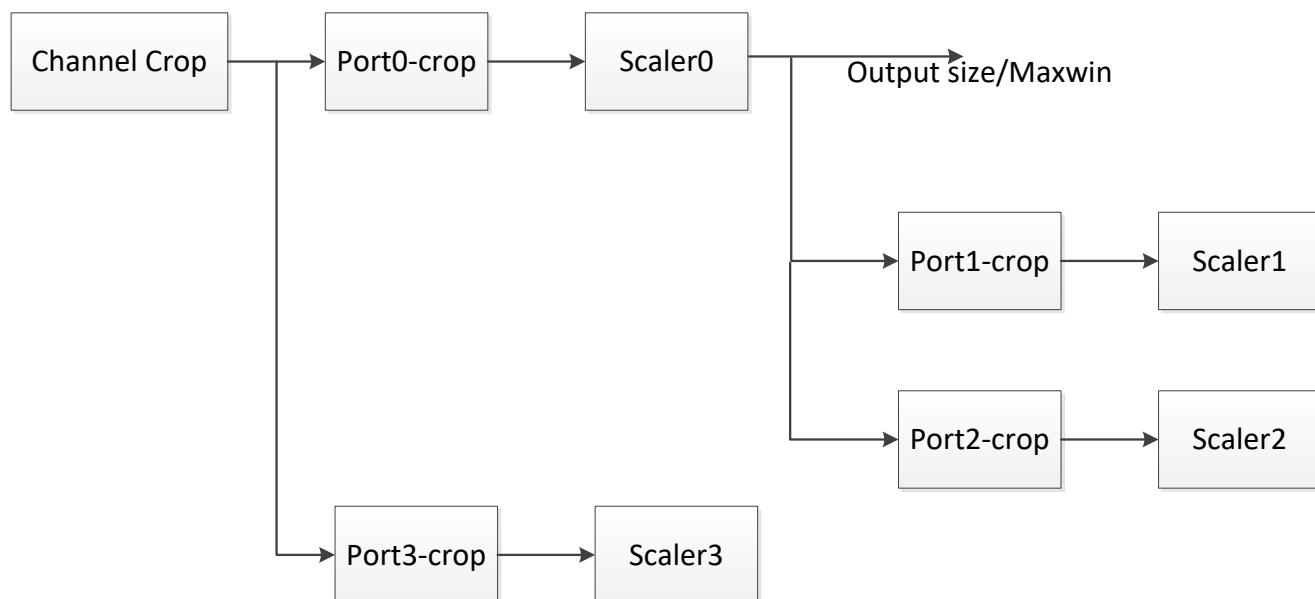 Channel Crop
Port0-crop
Scaler0
Output size/Maxwin
Port1-crop
Scaler1
Port2-crop
Scaler2
Port3-crop
Scaler3